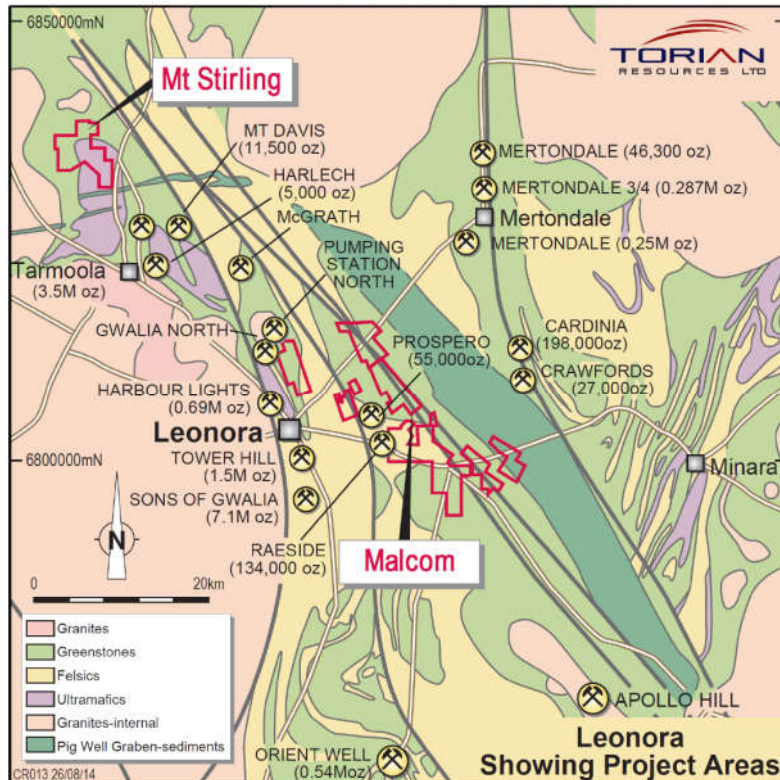 6850000mN
TORIAN
RESOURCES LTD
Mt Stirling
MT DAVIS
(11,500 oz)
HARLECH
(5,000 oz)
McGRATH
PUMPING
STATION
NORTH
MERTONDALE (46,300 oz)
MERTONDALE 3/4 (0.287M oz)
Mertondale
MERTONDALE (0.25M oz)
Tarmoola
(3.5M oz)
GWALIA NORTH
PROSPERO
(55,000oz)
CARDINIA
(198,000oz)
CRAWFORDS
(27,000oz)
HARBOUR LIGHTS
(0.69M oz)
Leonora
6800000mN
TOWER HILL
(1.5M oz)
Minara
SONS OF GWALIA
(7.1M oz)
RAESIDE
(134,000 oz)
Malcom
N
0
20km
Granites
Greenstones
Felsics
Ultramafics
Granites-internal
Pig Well Graben-sediments
APOLLO HILL
ORIENT WELL
(0.54Moz)
Leonora
Showing Project Areas
CR013 26/08/14